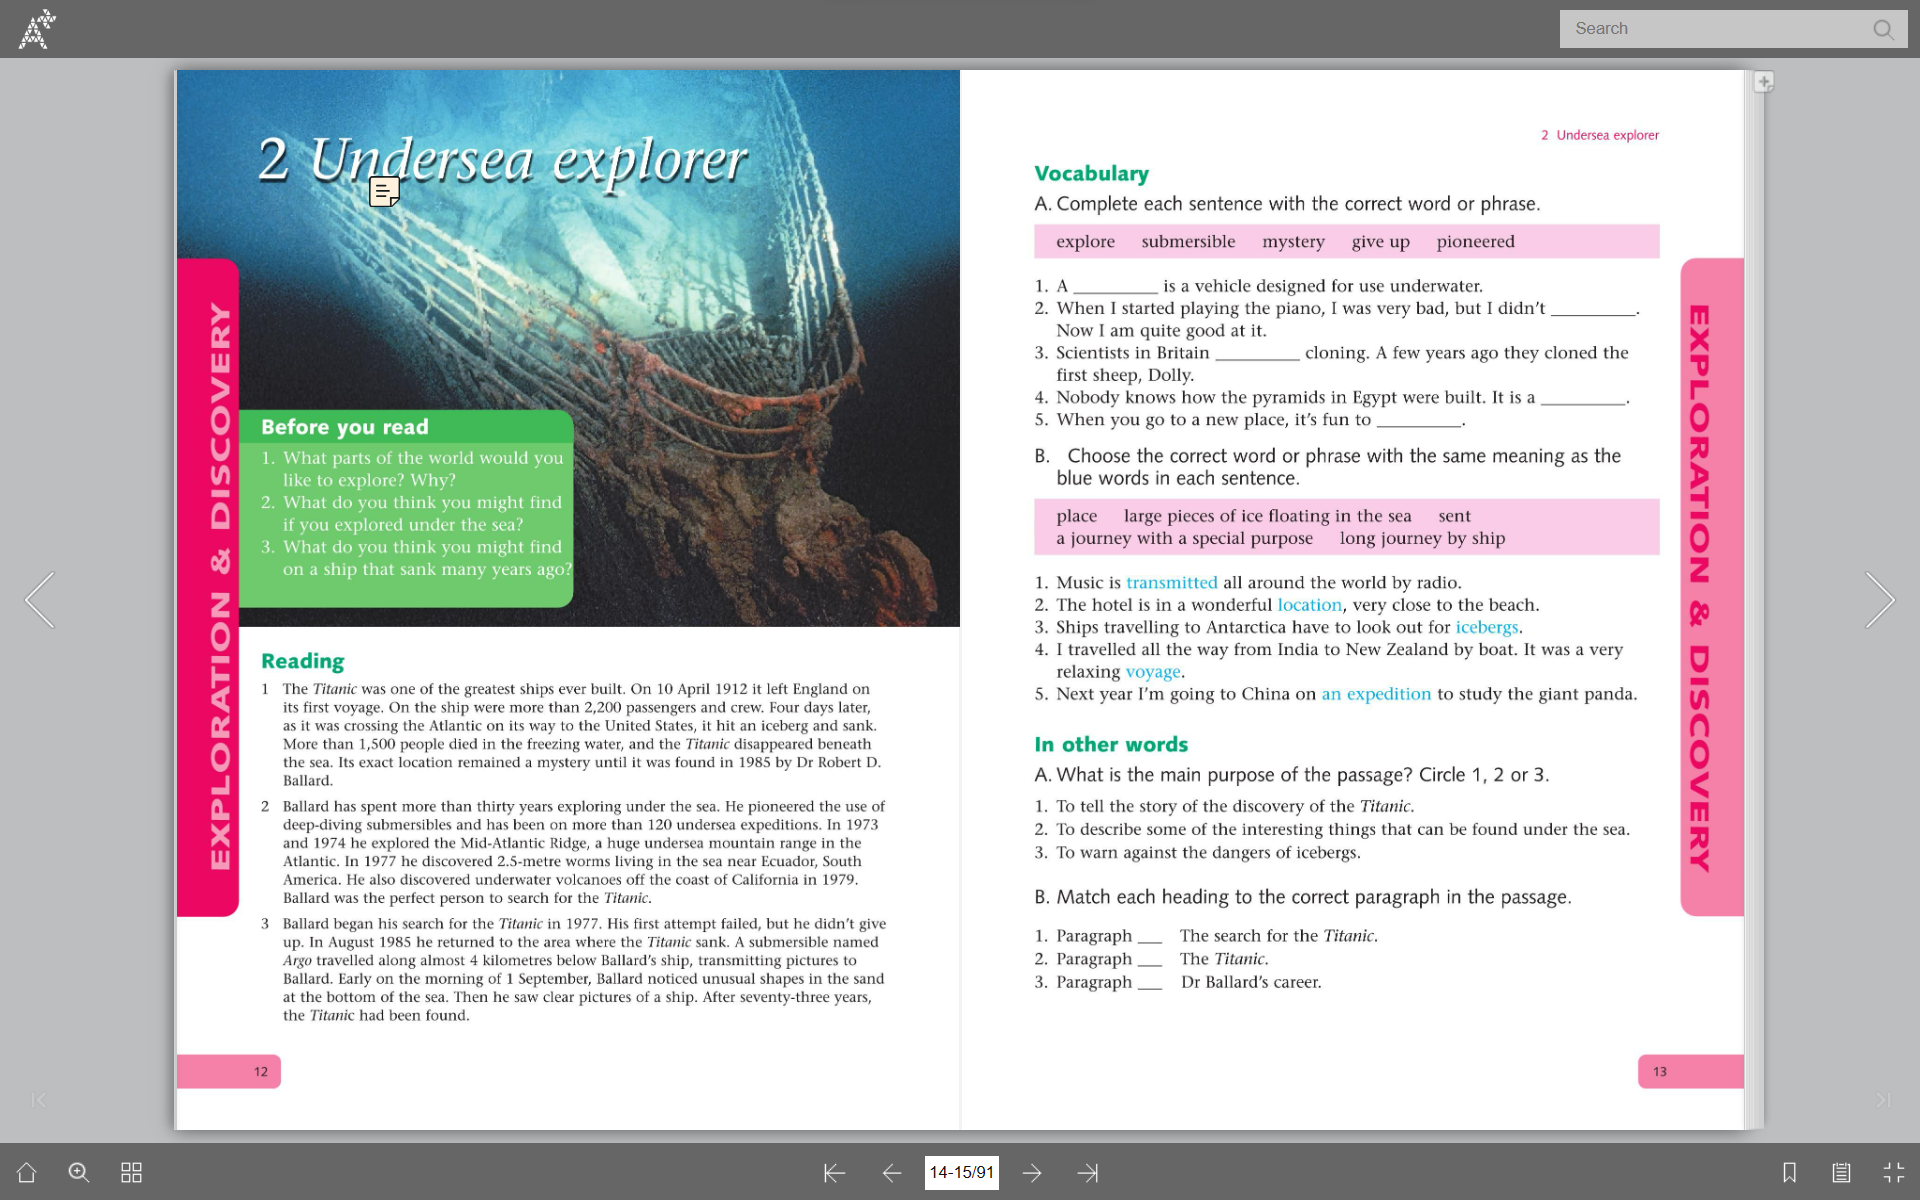 Search
2 Undersea explorer
EXPLORATION & DISCOVERY
Before you read
1. What parts of the world would you
like to explore? Why?
2. What do you think you might find
if you explored under the sea?
3. What do you think you might find
on a ship that sank many years ago?
Reading
1 The Titanic was one of the greatest ships ever built. On 10 April 1912 it left England on
its first voyage. On the ship were more than 2,200 passengers and crew. Four days later,
as it was crossing the Atlantic on its way to the United States, it hit an iceberg and sank.
More than 1,500 people died in the freezing water, and the Titanic disappeared beneath
the sea. Its exact location remained a mystery until it was found in 1985 by Dr Robert D.
Ballard.
2 Ballard has spent more than thirty years exploring under the sea. He pioneered the use of
deep-diving submersibles and has been on more than 120 undersea expeditions. In 1973
and 1974 he explored the Mid-Atlantic Ridge, a huge undersea mountain range in the
Atlantic. In 1977 he discovered 2.5-metre worms living in the sea near Ecuador, South
America. He also discovered underwater volcanoes off the coast of California in 1979.
Ballard was the perfect person to search for the Titanic.
3 Ballard began his search for the Titanic in 1977. His first attempt failed, but he didn't give
up. In August 1985 he returned to the area where the Titanic sank. A submersible named
Argo travelled along almost 4 kilometres below Ballard's ship, transmitting pictures to
Ballard. Early on the morning of 1 September, Ballard noticed unusual shapes in the sand
at the bottom of the sea. Then he saw clear pictures of a ship. After seventy-three years,
the Titanic had been found.
12
2 Undersea explorer
Vocabulary
A. Complete each sentence with the correct word or phrase.
explore submersible mystery give up pioneered
1. A _________ is a vehicle designed for use underwater.
2. When I started playing the piano, I was very bad, but I didn't _________.
Now I am quite good at it.
3. Scientists in Britain _________ cloning. A few years ago they cloned the
first sheep, Dolly.
4. Nobody knows how the pyramids in Egypt were built. It is a _________.
5. When you go to a new place, it's fun to _________.
B. Choose the correct word or phrase with the same meaning as the
blue words in each sentence.
place large pieces of ice floating in the sea sent
a journey with a special purpose long journey by ship
1. Music is transmitted all around the world by radio.
2. The hotel is in a wonderful location, very close to the beach.
3. Ships travelling to Antarctica have to look out for icebergs.
4. I travelled all the way from India to New Zealand by boat. It was a very
relaxing voyage.
5. Next year I'm going to China on an expedition to study the giant panda.
In other words
A. What is the main purpose of the passage? Circle 1, 2 or 3.
1. To tell the story of the discovery of the Titanic.
2. To describe some of the interesting things that can be found under the sea.
3. To warn against the dangers of icebergs.
B. Match each heading to the correct paragraph in the passage.
1. Paragraph ___ The search for the Titanic.
2. Paragraph ___ The Titanic.
3. Paragraph ___ Dr Ballard's career.
EXPLORATION & DISCOVERY
13
14-15/91